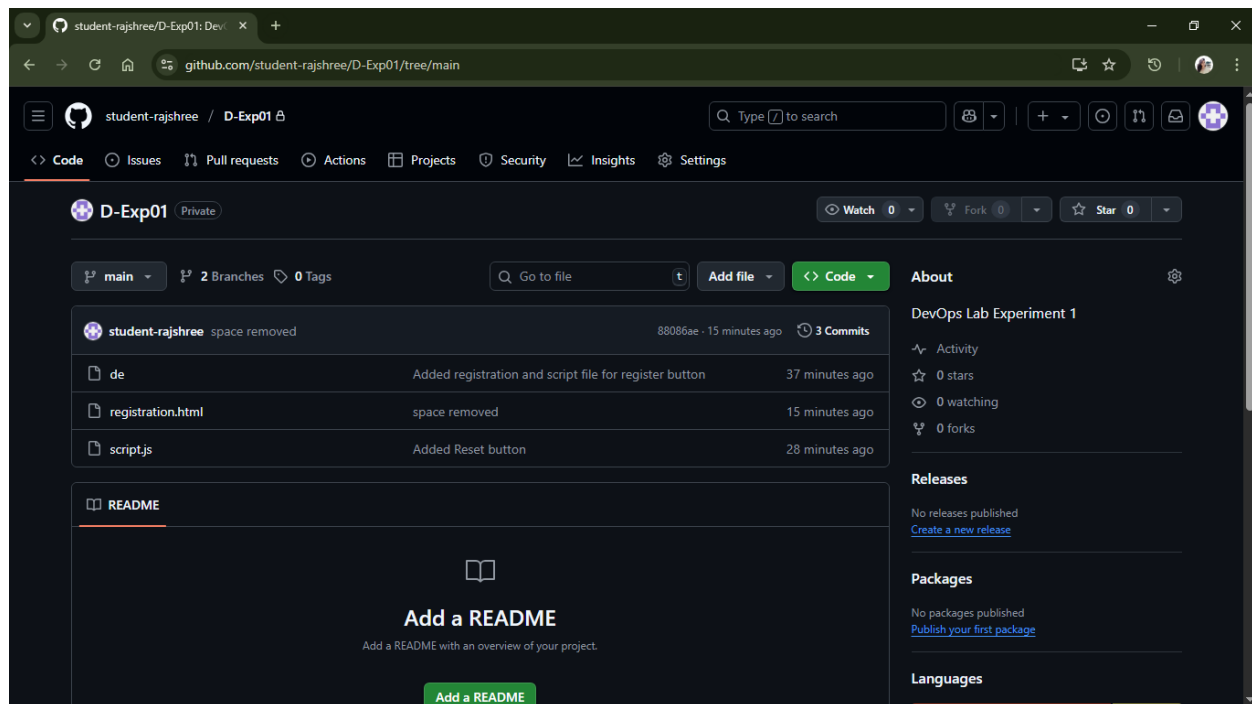 student-rajshree/D-Exp01: Dev
github.com/student-rajshree/D-Exp01/tree/main
student-rajshree / D-Exp01
Type / to search
Code Issues Pull requests Actions Projects Security Insights Settings
D-Exp01 Private
Watch 0 Fork 0 Star 0
main 2 Branches 0 Tags Go to file t Add file Code
About
DevOps Lab Experiment 1
student-rajshree space removed 88086ae · 15 minutes ago 3 Commits
Activity
de Added registration and script file for register button 37 minutes ago
0 stars
registration.html space removed 15 minutes ago
0 watching
0 forks
script.js Added Reset button 28 minutes ago
Releases
README
No releases published
Create a new release
Packages
Add a README
No packages published
Publish your first package
Add a README with an overview of your project.
Languages
Add a README